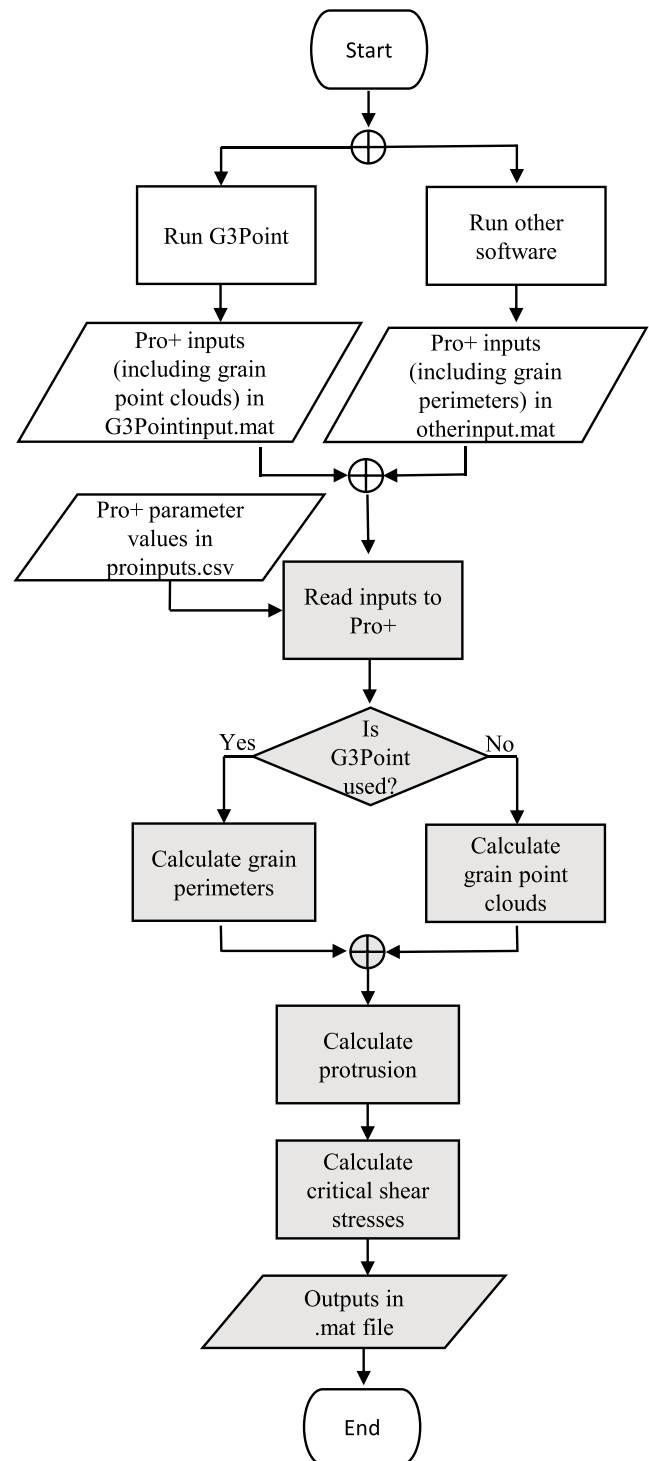 Start
Run G3Point
Run other
software
Pro+ inputs
(including grain
point clouds) in
G3Pointinput.mat
Pro+ inputs
(including grain
perimeters) in
otherinput.mat
Pro+ parameter
values in
proinputs.csv
Read inputs to
Pro+
Is
G3Point
used?
Yes
No
Calculate grain
perimeters
Calculate
grain point
clouds
Calculate
protrusion
Calculate
critical shear
stresses
Outputs in
.mat file
End